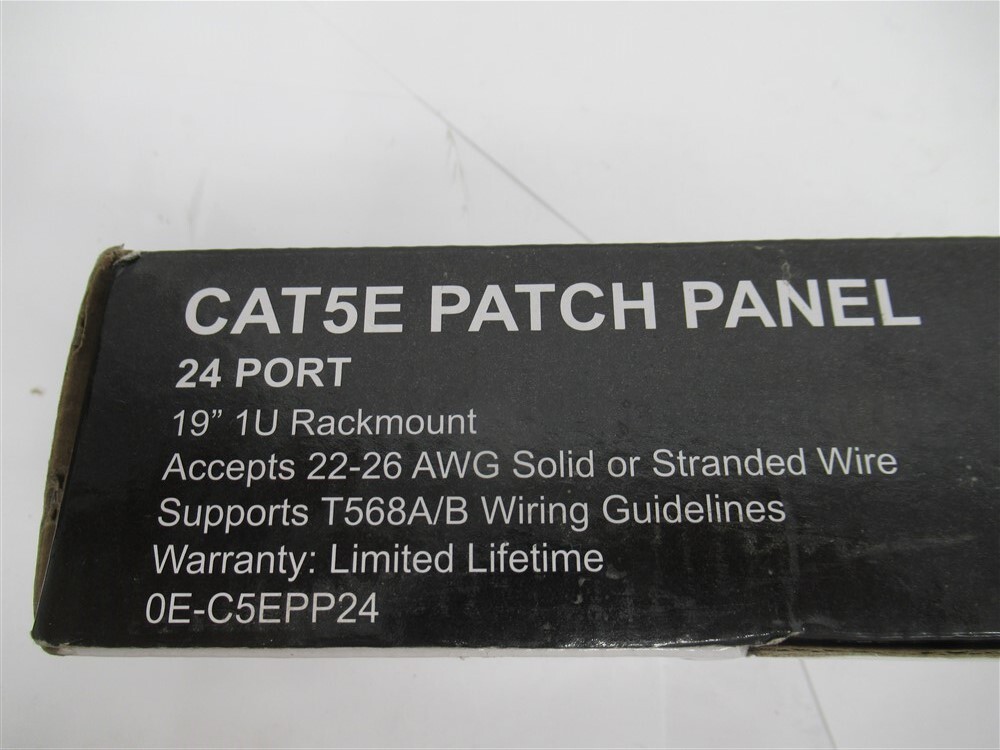 CAT5E PATCH PANEL
24 PORT
19” 1U Rackmount
Accepts 22-26 AWG Solid or Stranded Wire
Supports T568A/B Wiring Guidelines
Warranty: Limited Lifetime
0E-C5EPP24